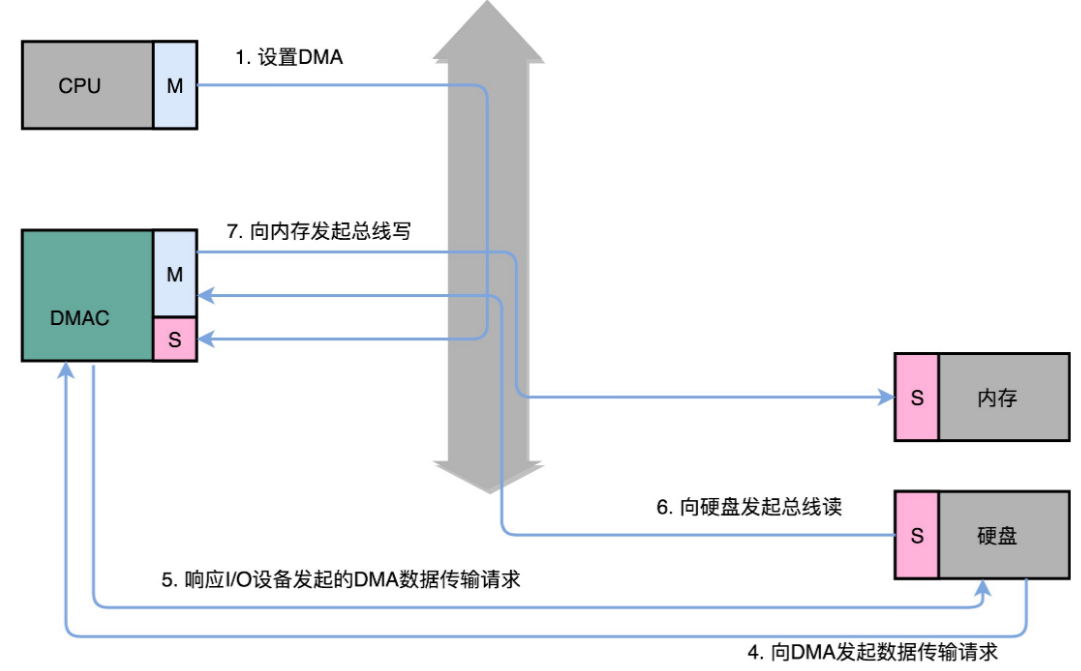 1. 设置DMA
CPU
M
7. 向内存发起总线写
M
DMAC
S
S
内存
6. 向硬盘发起总线读
S
硬盘
5. 响应I/O设备发起的DMA数据传输请求
4. 向DMA发起数据传输请求